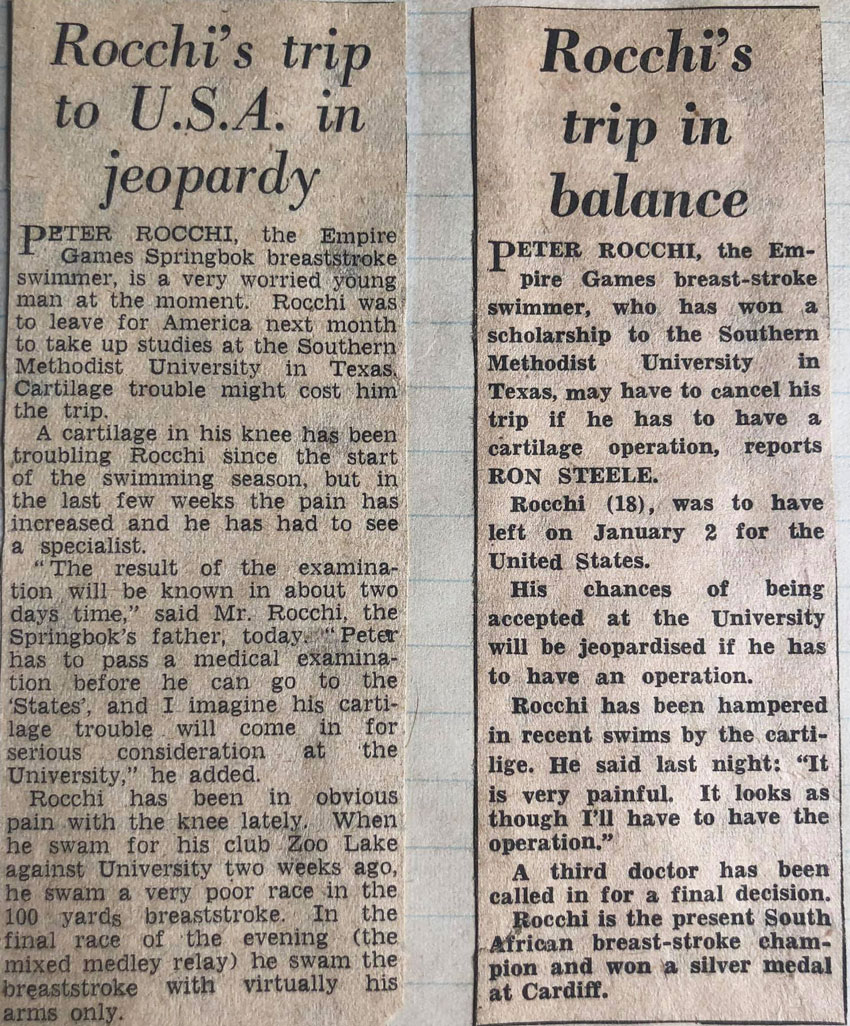 Rocchi's trip
to U.S.A. in
jeopardy
PETER ROCCHI, the Empire
Games Springbok breaststroke
swimmer, is a very worried young
man at the moment. Rocchi was
to leave for America next month
to take up studies at the Southern
Methodist University in Texas.
Cartilage trouble might cost him
the trip.
A cartilage in his knee has been
troubling Rocchi since the start
of the swimming season, but in
the last few weeks the pain has
increased and he has had to see
a specialist.
"The result of the examina-
tion will be known in about two
days time," said Mr. Rocchi, the
Springbok's father, today. "Peter
has to pass a medical examina-
tion before he can go to the
'States', and I imagine his carti-
lage trouble will come in for
serious consideration at the
University," he added.
Rocchi has been in obvious
pain with the knee lately. When
he swam for his club Zoo Lake
against University two weeks ago,
he swam a very poor race in the
100 yards breaststroke. In the
final race of the evening (the
mixed medley relay) he swam the
breaststroke with virtually his
arms only.
Rocchi's
trip in
balance
PETER ROCCHI, the Em-
pire Games breast-stroke
swimmer, who has won a
scholarship to the Southern
Methodist University in
Texas, may have to cancel his
trip if he has to have a
cartilage operation, reports
RON STEELE.
Rocchi (18), was to have
left on January 2 for the
United States.
His chances of being
accepted at the University
will be jeopardised if he has
to have an operation.
Rocchi has been hampered
in recent swims by the carti-
lige. He said last night: "It
is very painful. It looks as
though I'll have to have the
operation."
A third doctor has been
called in for a final decision.
Rocchi is the present South
African breast-stroke cham-
pion and won a silver medal
at Cardiff.